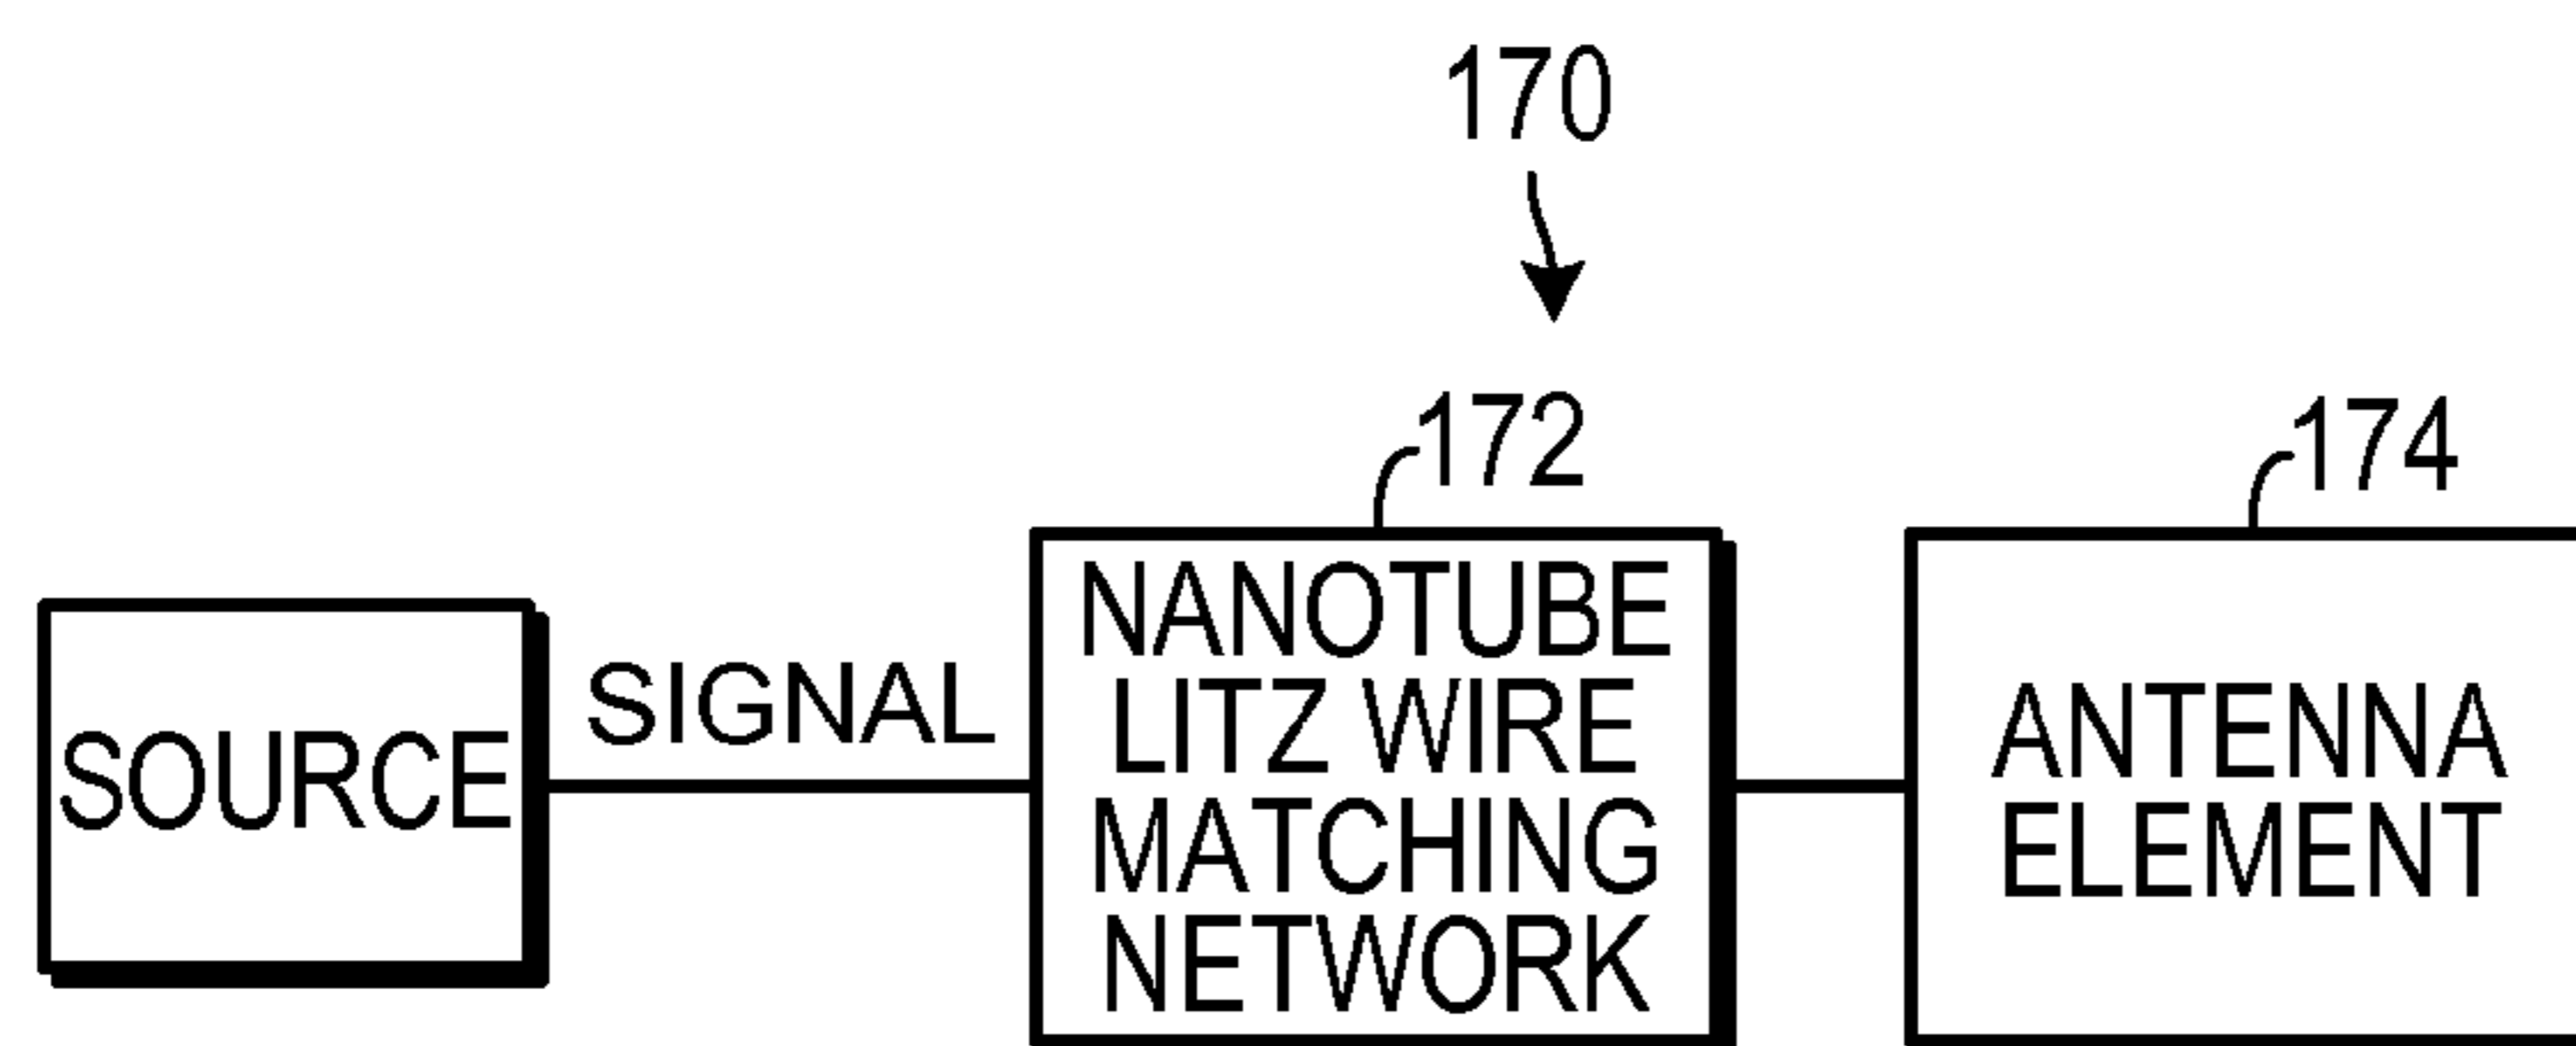 170
172
174
SOURCE
SIGNAL
NANOTUBE
LITZ WIRE
MATCHING
NETWORK
ANTENNA
ELEMENT